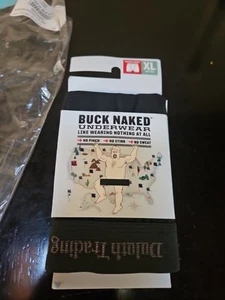 XL
BUCK NAKED®
UNDERWEAR
LIKE WEARING NOTHING AT ALL
NO PINCH NO STINK NO SWEAT
Duluth Trading